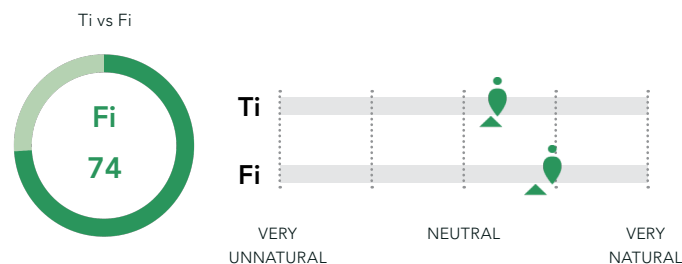 Ti vs Fi
Fi
74
Ti
Fi
VERY
UNNATURAL
NEUTRAL
VERY
NATURAL